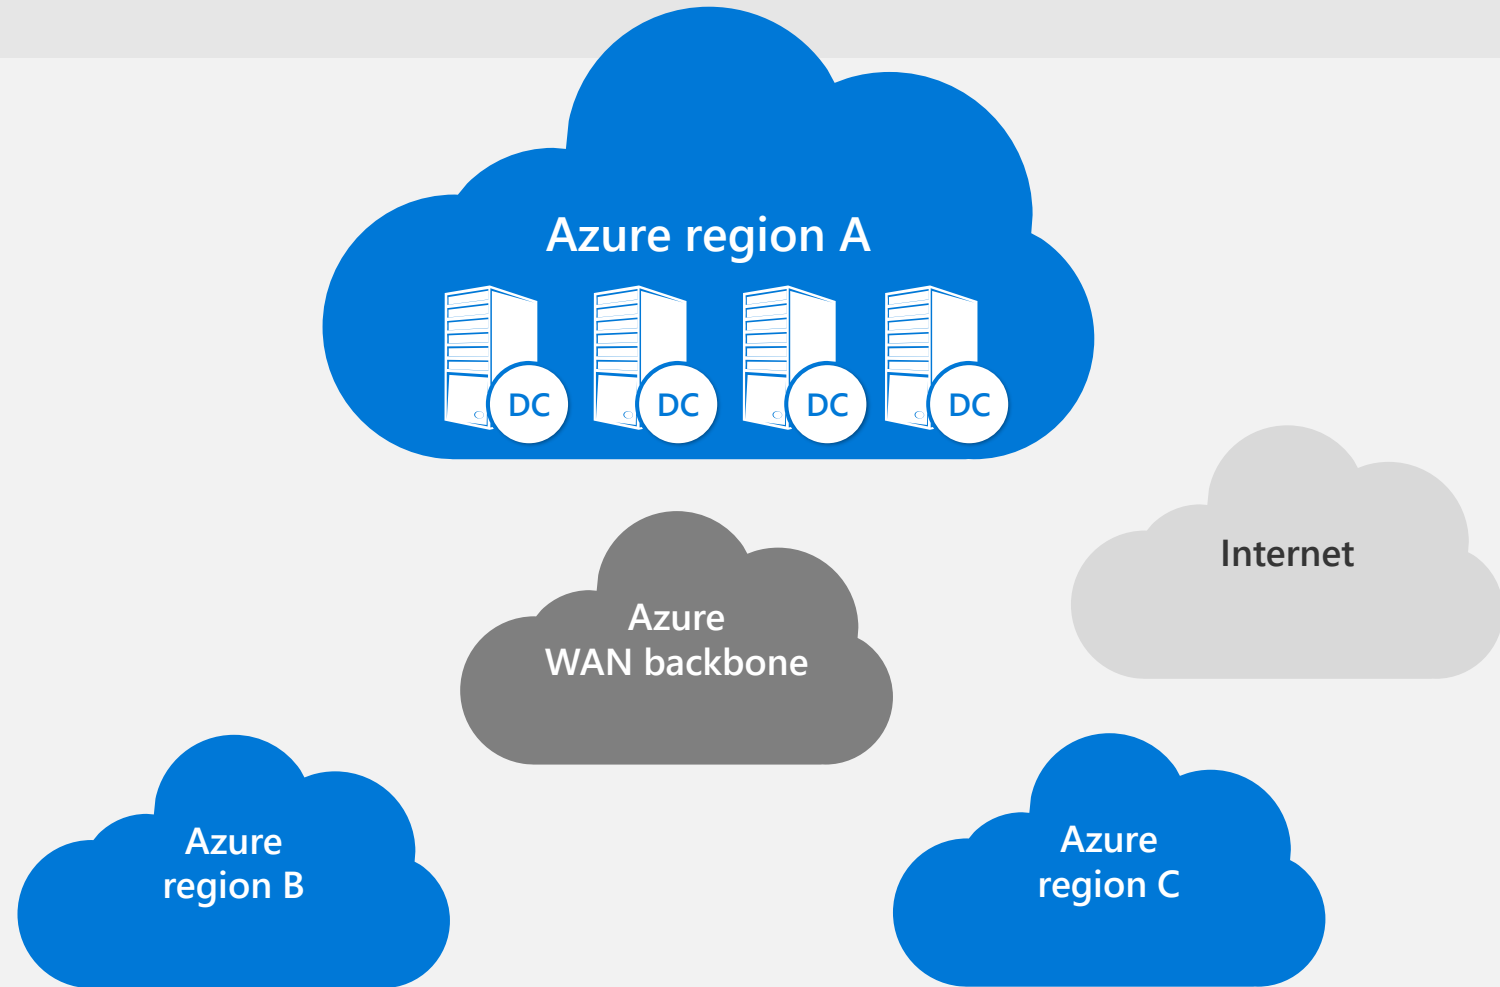 Azure region A
DC
DC
DC
DC
Internet
Azure
WAN backbone
Azure
region B
Azure
region C